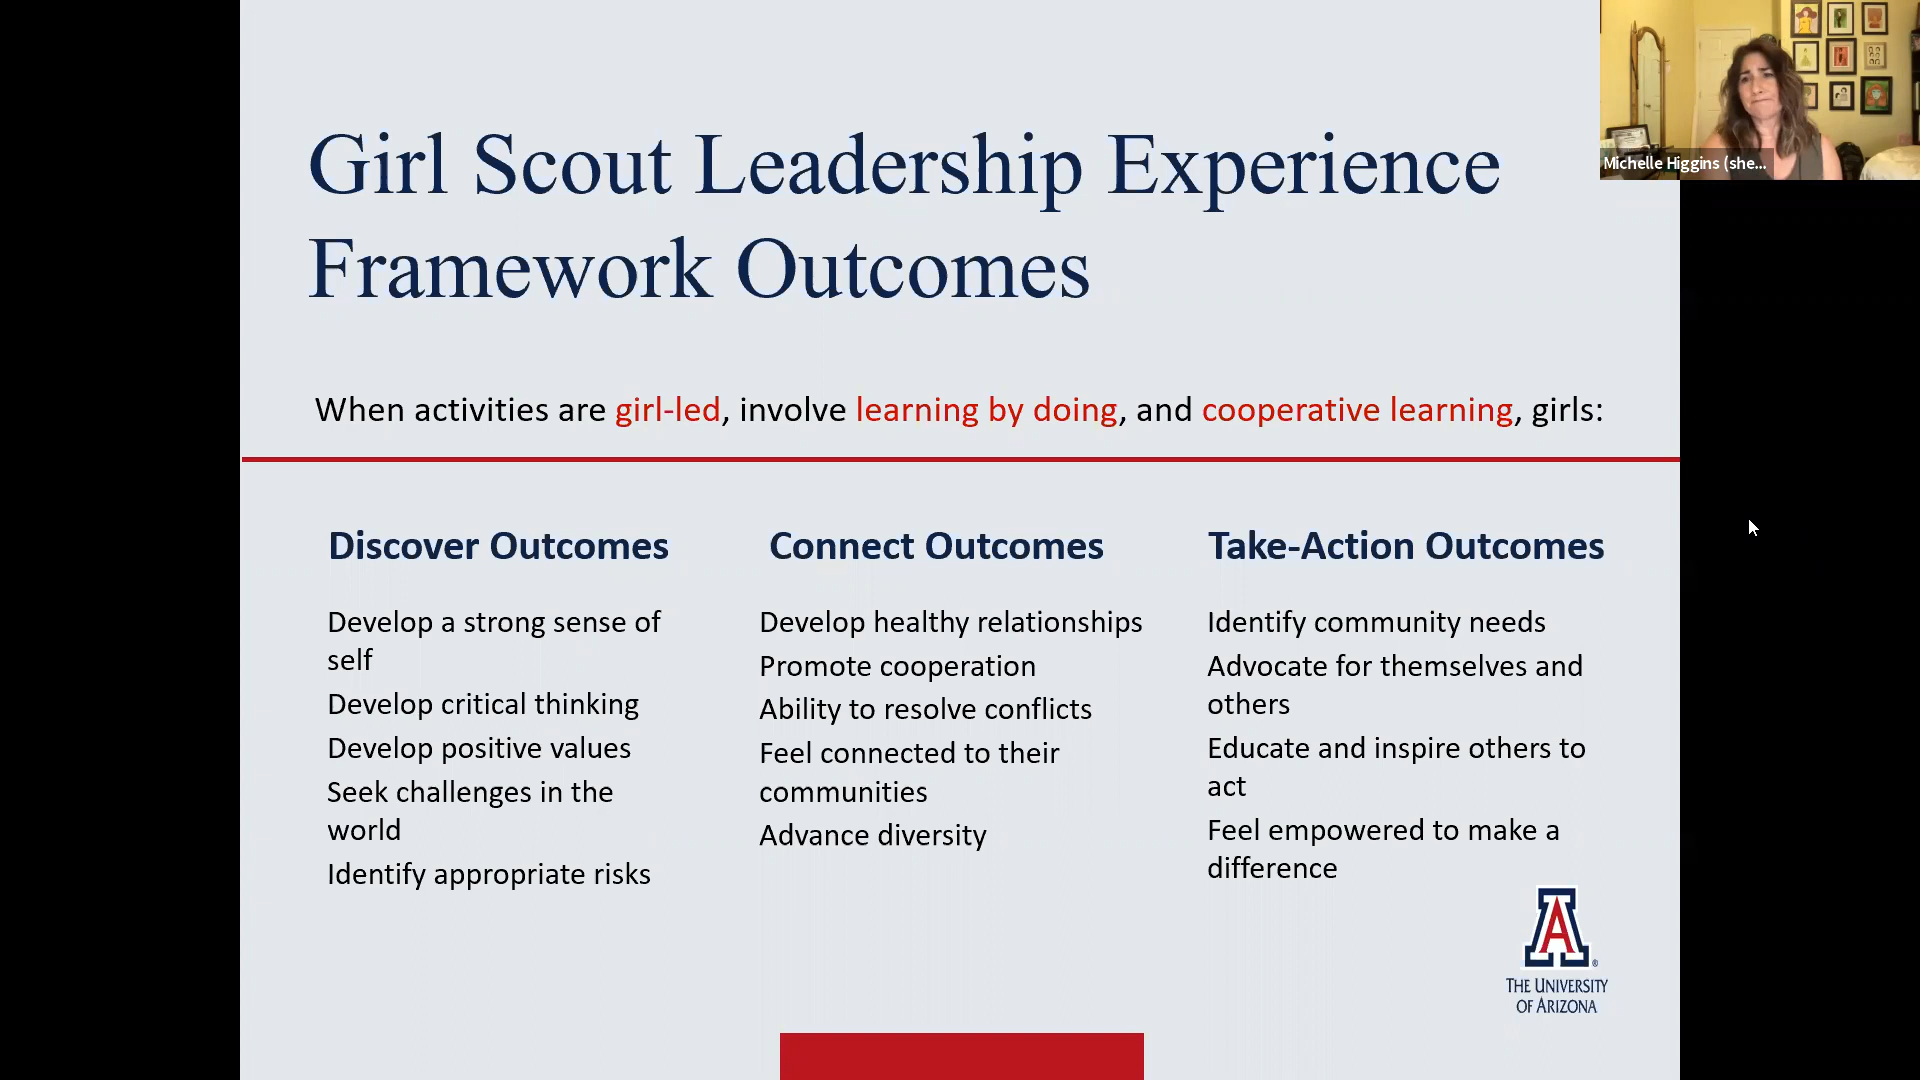 Girl Scout Leadership Experience
Framework Outcomes
Michelle Higgins (she...
When activities are girl-led, involve learning by doing, and cooperative learning, girls:
Discover Outcomes
Develop a strong sense of
self
Develop critical thinking
Develop positive values
Seek challenges in the
world
Identify appropriate risks
Connect Outcomes
Develop healthy relationships
Promote cooperation
Ability to resolve conflicts
Feel connected to their
communities
Advance diversity
Take-Action Outcomes
Identify community needs
Advocate for themselves and
others
Educate and inspire others to
act
Feel empowered to make a
difference
A®
THE UNIVERSITY
OF ARIZONA